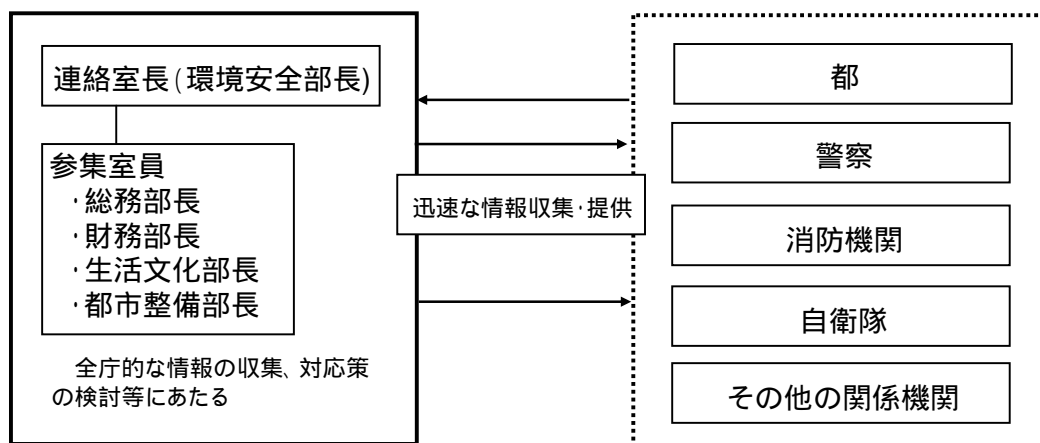 連絡室長(環境安全部長)
参集室員
・総務部長
・財務部長
・生活文化部長
・都市整備部長
全庁的な情報の収集、対応策
の検討等にあたる
迅速な情報収集・提供
都
警察
消防機関
自衛隊
その他の関係機関